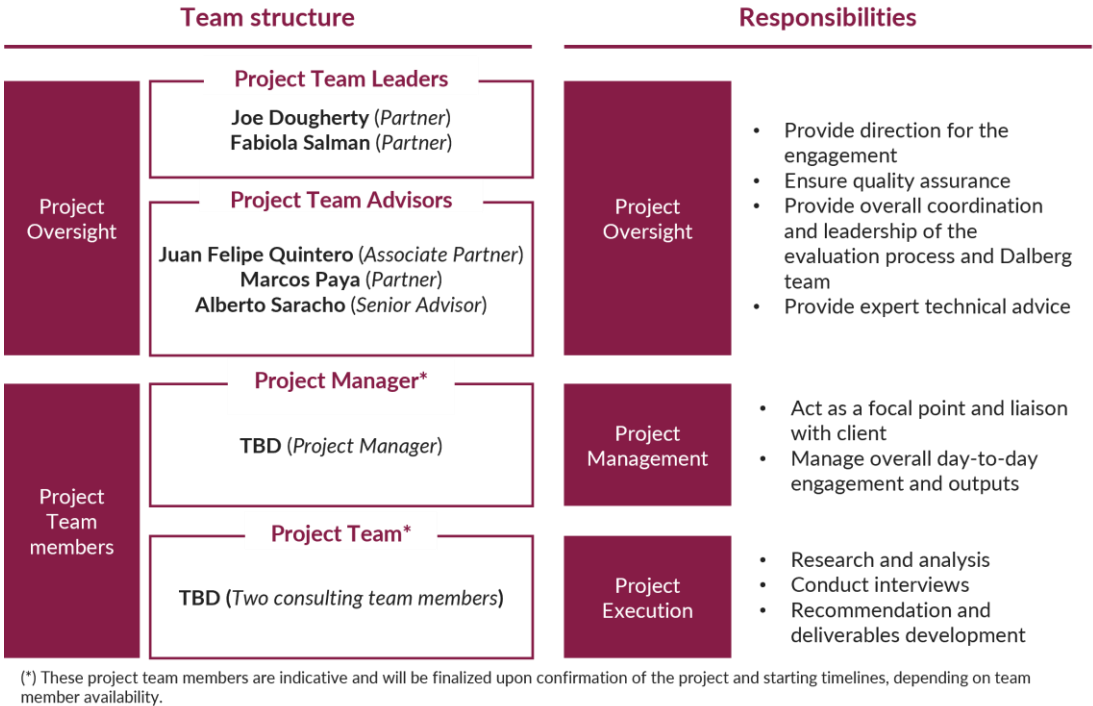 Team structure
Responsibilities
Project
Oversight
Project Team Leaders
Joe Dougherty (Partner)
Fabiola Salman (Partner)
Project Team Advisors
Juan Felipe Quintero (Associate Partner)
Marcos Paya (Partner)
Alberto Saracho (Senior Advisor)
Project
Oversight
• Provide direction for the
engagement
• Ensure quality assurance
• Provide overall coordination
and leadership of the
evaluation process and Dalberg
team
• Provide expert technical advice
Project
Team
members
Project Manager*
TBD (Project Manager)
Project
Management
• Act as a focal point and liaison
with client
• Manage overall day-to-day
engagement and outputs
Project Team*
TBD (Two consulting team members)
Project
Execution
• Research and analysis
• Conduct interviews
• Recommendation and
deliverables development
(*) These project team members are indicative and will be finalized upon confirmation of the project and starting timelines, depending on team
member availability.